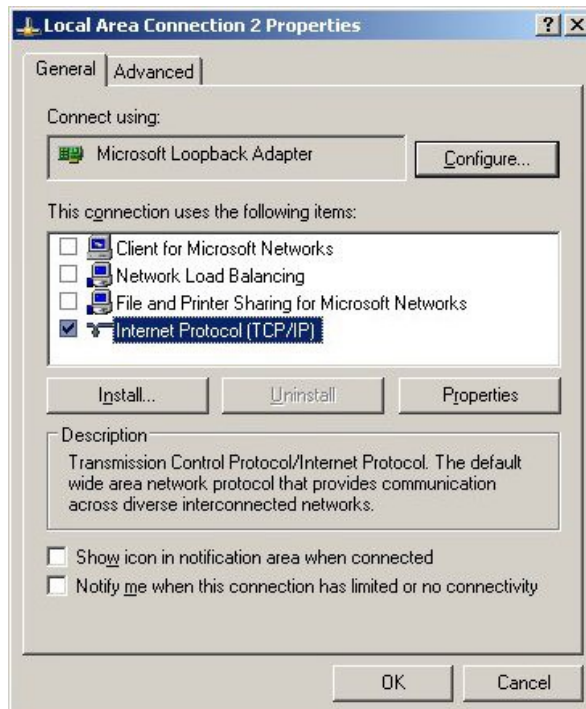 Local Area Connection 2 Properties
General Advanced
Connect using:
Microsoft Loopback Adapter
Configure...
This connection uses the following items:
Client for Microsoft Networks
Network Load Balancing
File and Printer Sharing for Microsoft Networks
Internet Protocol (TCP/IP)
Install... Uninstall Properties
Description
Transmission Control Protocol/Internet Protocol. The default
wide area network protocol that provides communication
across diverse interconnected networks.
Show icon in notification area when connected
Notify me when this connection has limited or no connectivity
OK Cancel